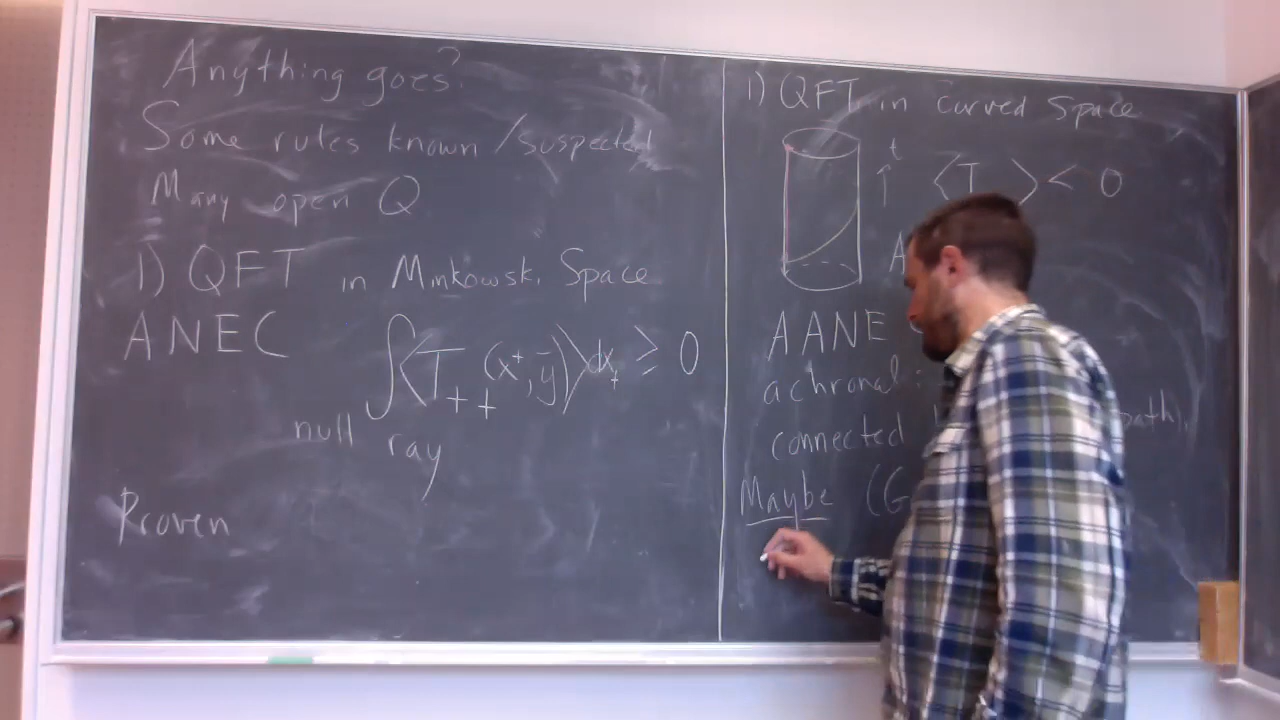 Anything goes?
Some rules known/suspected
Many open Q
1) QFT in Minkowski Space
ANEC ∫⟨T₊₊(x⁺,ȳ)⟩dx₊ ≥ 0
null ray
Proven
1) QFT in Curved Space
t
↑ ⟨T ⟩ < 0
A
AANE
achronal:
connected path).
Maybe (G